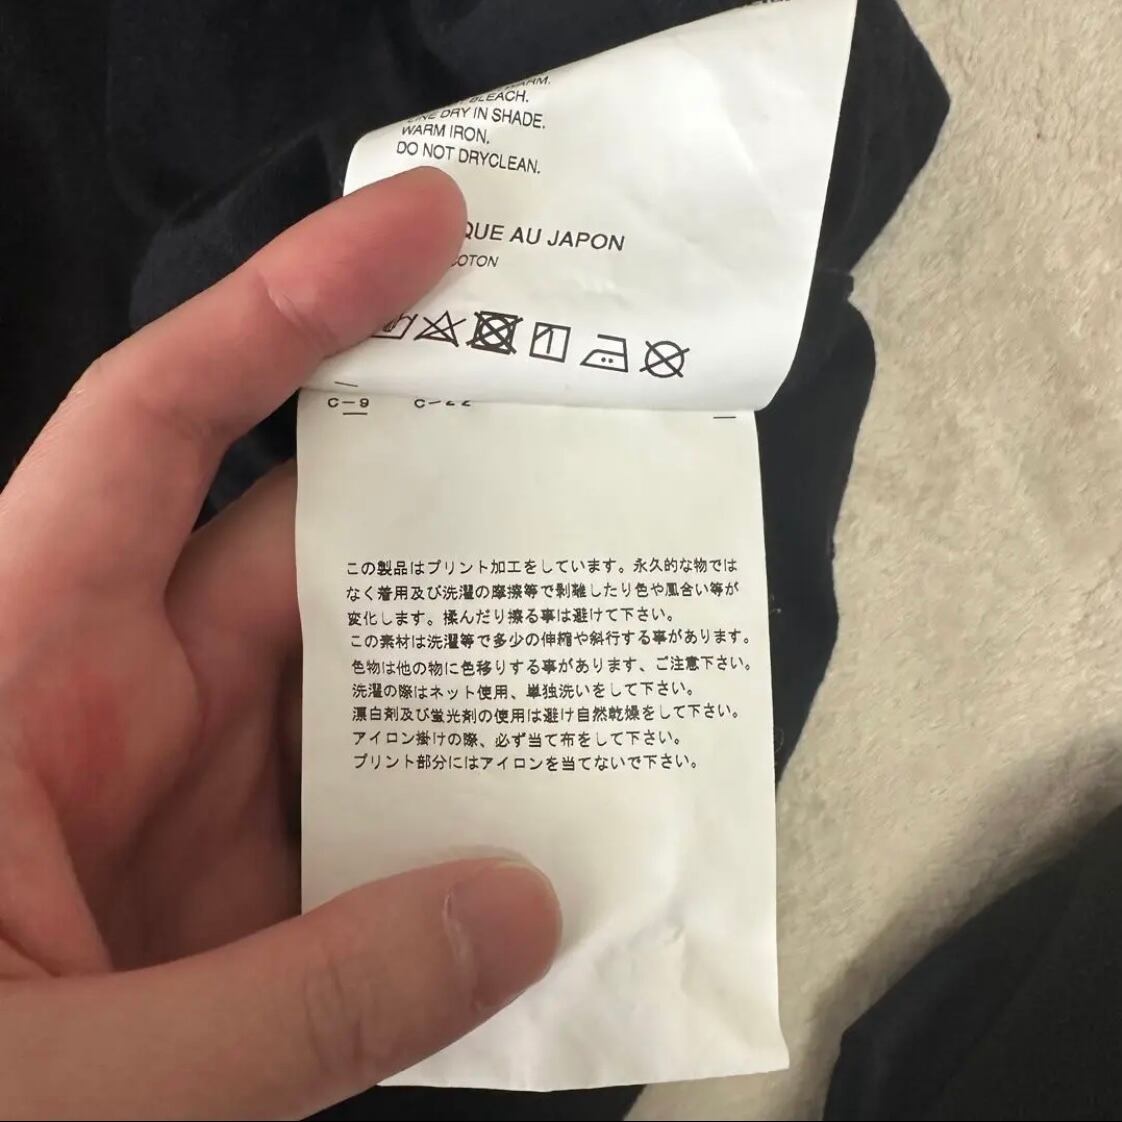 BLEACH.
DRY IN SHADE.
WARM IRON.
DO NOT DRYCLEAN.
QUE AU JAPON
COTON
C-9 C-22
この製品はプリント加工をしています。永久的な物では
なく着用及び洗濯の摩擦等で剥離したり色や風合い等が
変化します。揉んだり擦る事は避けて下さい。
この素材は洗濯等で多少の伸縮や斜行する事があります。
色物は他の物に色移りする事があります、ご注意下さい。
洗濯の際はネット使用、単独洗いをして下さい。
漂白剤及び蛍光剤の使用は避け自然乾燥をして下さい。
アイロン掛けの際、必ず当て布をして下さい。
プリント部分にはアイロンを当てないで下さい。